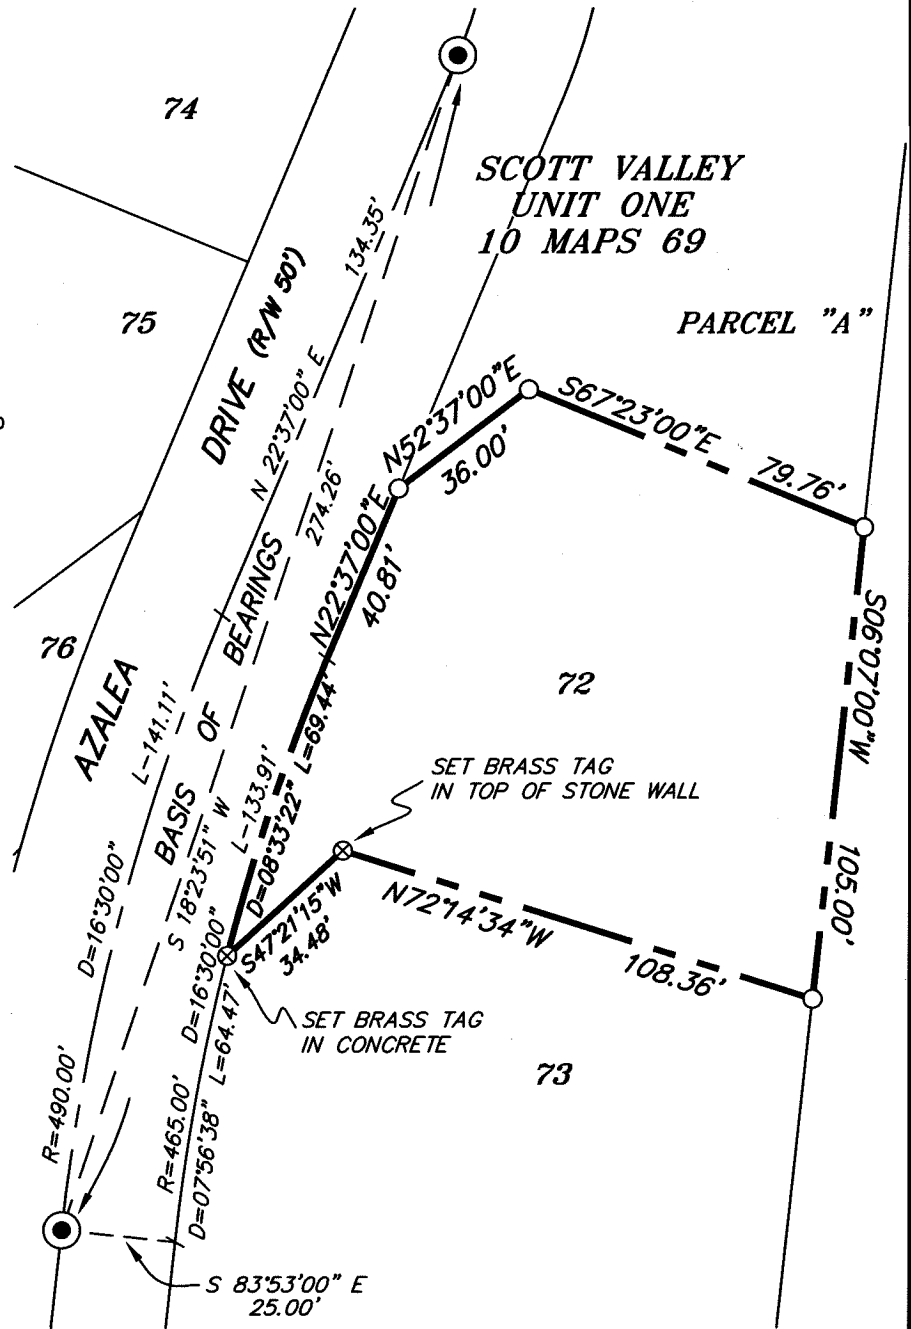 74
SCOTT VALLEY
UNIT ONE
10 MAPS 69
134.35'
PARCEL "A"
75
DRIVE (R/W 50')
N 22°37'00" E
N52°37'00"E
36.00'
S67°23'00"E
79.76'
274.26'
N22°37'00"E
40.81'
S06°07'00"W
105.00'
76
72
AZALEA
L-141.11'
BASIS OF BEARINGS
SET BRASS TAG
IN TOP OF STONE WALL
L-133.91'
D=08°33'22" L=69.44'
D=16°30'00"
S 18°23'51" W
S47°21'15"W
34.48'
N72°14'34"W
108.36'
D=16°30'00"
SET BRASS TAG
IN CONCRETE
73
R=490.00'
R=465.00'
D=07°56'38" L=64.47'
S 83°53'00" E
25.00'